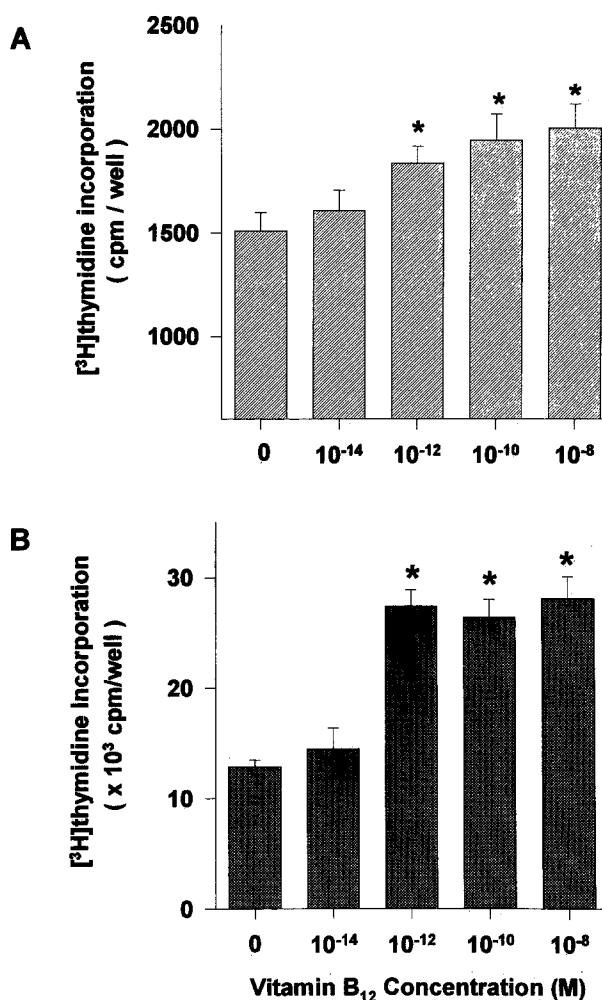 A
[³H]thymidine incorporation
( cpm / well )
2500
2000
1500
1000
* * *
0 10⁻¹⁴ 10⁻¹² 10⁻¹⁰ 10⁻⁸
B
[³H]thymidine Incorporation
( x 10³ cpm/well )
30
20
10
0
* * *
0 10⁻¹⁴ 10⁻¹² 10⁻¹⁰ 10⁻⁸
Vitamin B₁₂ Concentration (M)